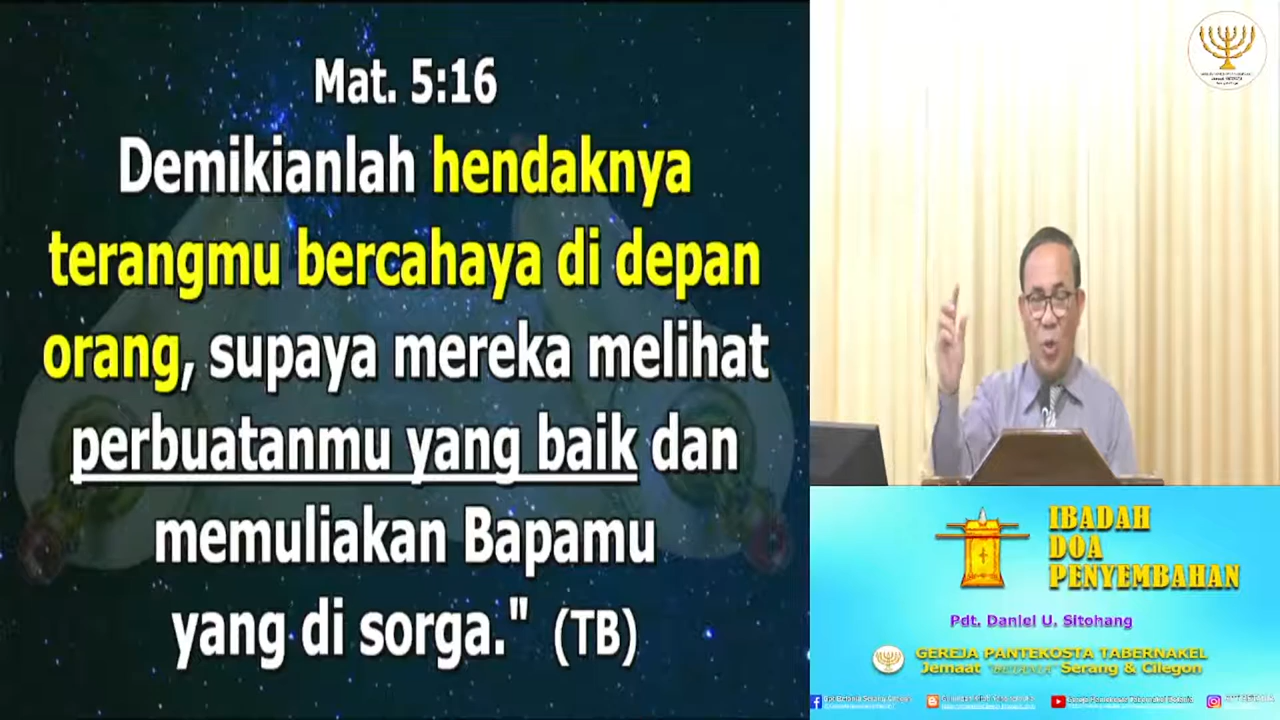 Mat. 5:16
Demikianlah hendaknya
terangmu bercahaya di depan
orang, supaya mereka melihat
perbuatanmu yang baik dan
memuliakan Bapamu
yang di sorga." (TB)
IBADAH
DOA
PENYEMBAHAN
Pdt. Daniel U. Sitohang
GEREJA PANTEKOSTA TABERNAKEL
Jemaat "BETANIA" Serang & Cilegon